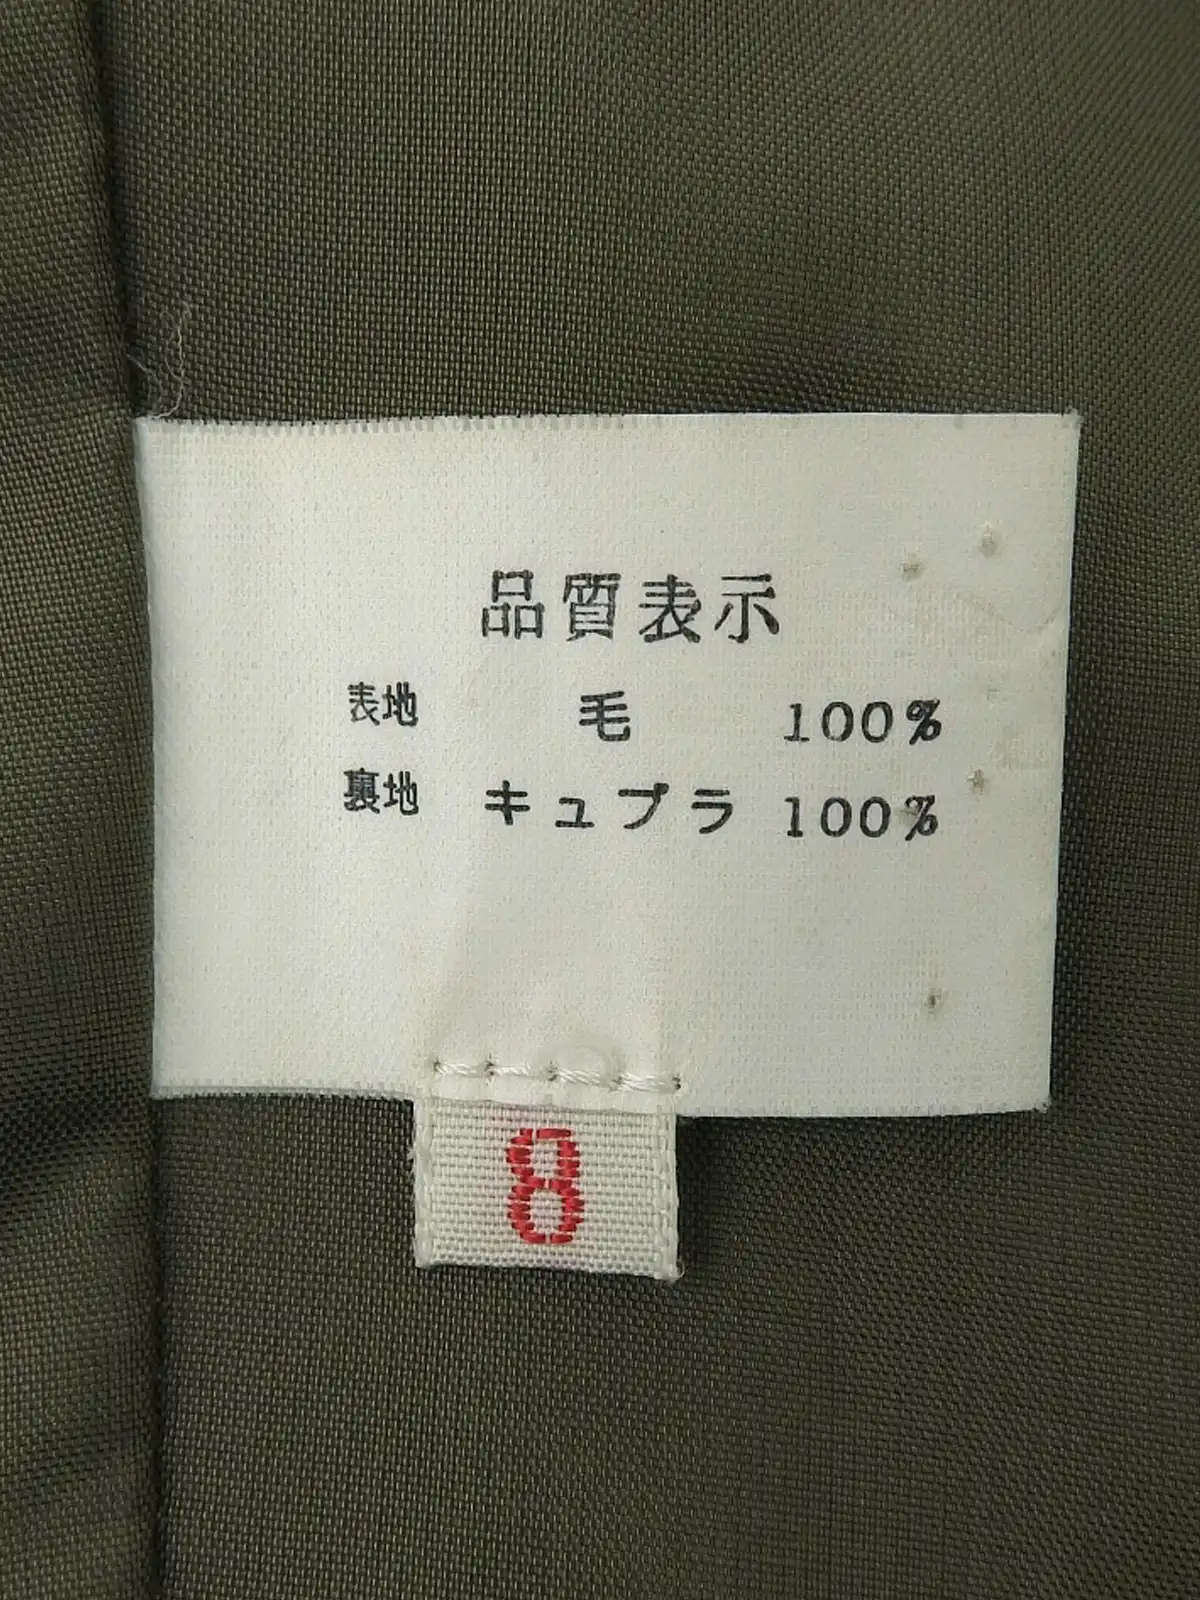 品質表示
表地 毛 100%
裏地 キュプラ 100%
8